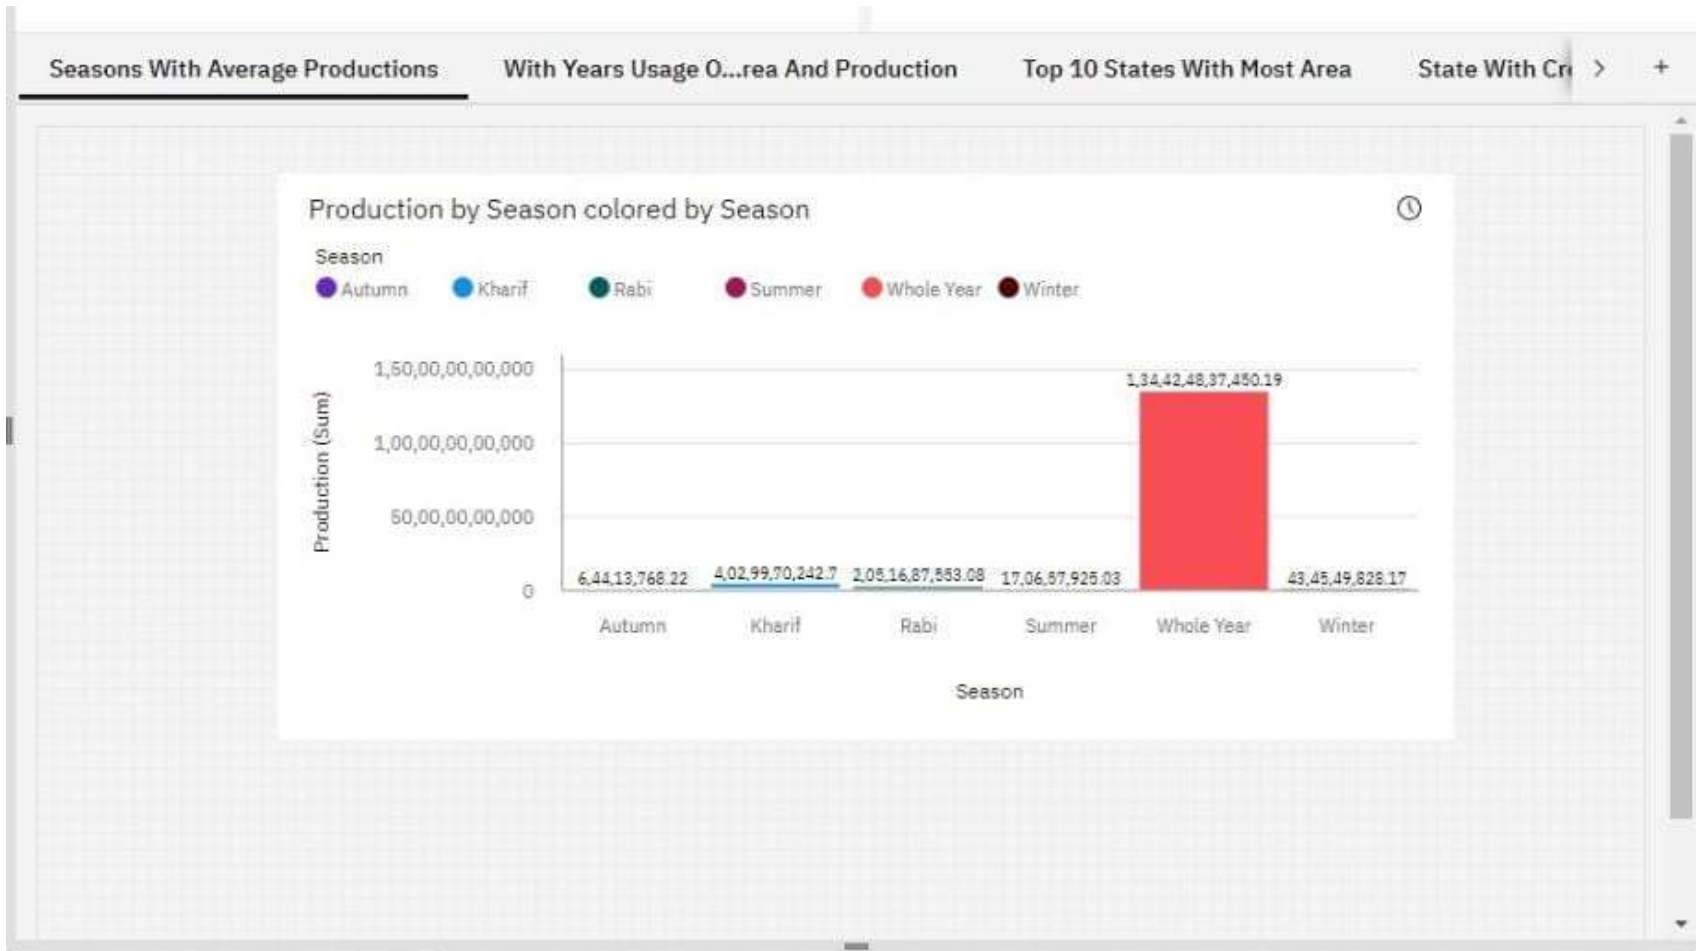 Seasons With Average Productions
With Years Usage O...rea And Production
Top 10 States With Most Area
State With Cr
Production by Season colored by Season
Season
Autumn
Kharif
Rabi
Summer
Whole Year
Winter
Production (Sum)
1,50,00,00,00,000
1,00,00,00,00,000
50,00,00,00,000
0
6,44,13,768.22
4,02,99,70,242.7
2,05,16,87,553.08
17,06,57,925.03
1,34,42,48,37,450.19
43,45,49,828.17
Autumn
Kharif
Rabi
Summer
Whole Year
Winter
Season